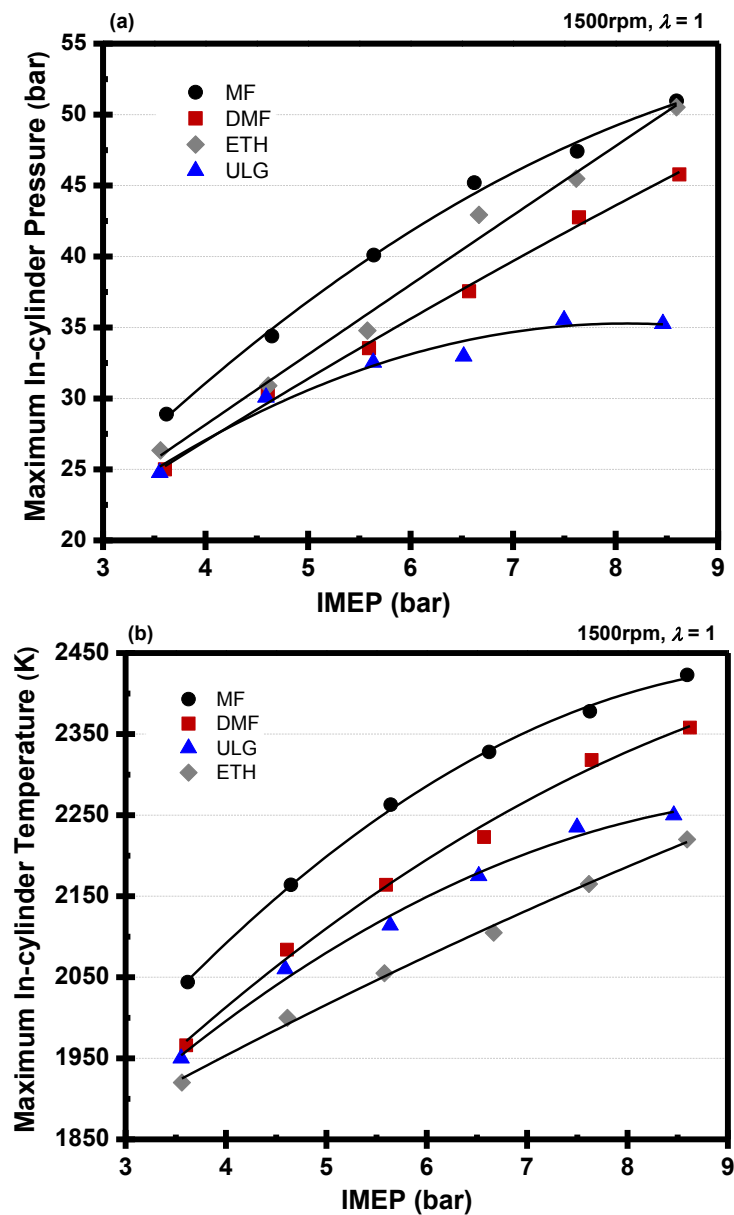 (a) 1500rpm, λ = 1
55
50
45
40
35
30
25
20
Maximum In-cylinder Pressure (bar)
MF
DMF
ETH
ULG
3 4 5 6 7 8 9
IMEP (bar)
(b) 1500rpm, λ = 1
2450
2350
2250
2150
2050
1950
1850
Maximum In-cylinder Temperature (K)
MF
DMF
ULG
ETH
3 4 5 6 7 8 9
IMEP (bar)